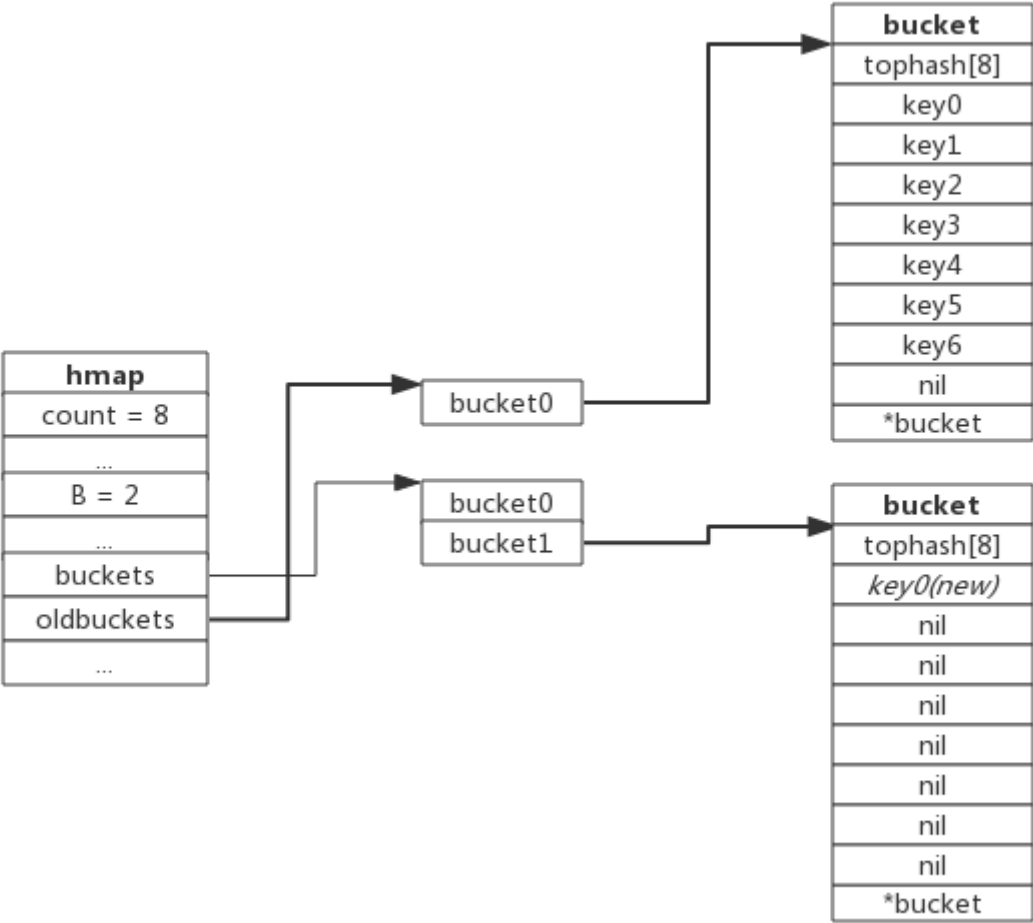 hmap
count = 8
...
B = 2
...
buckets
oldbuckets
...
bucket0
bucket0
bucket1
bucket
tophash[8]
key0
key1
key2
key3
key4
key5
key6
nil
*bucket
bucket
tophash[8]
key0(new)
nil
nil
nil
nil
nil
nil
nil
*bucket